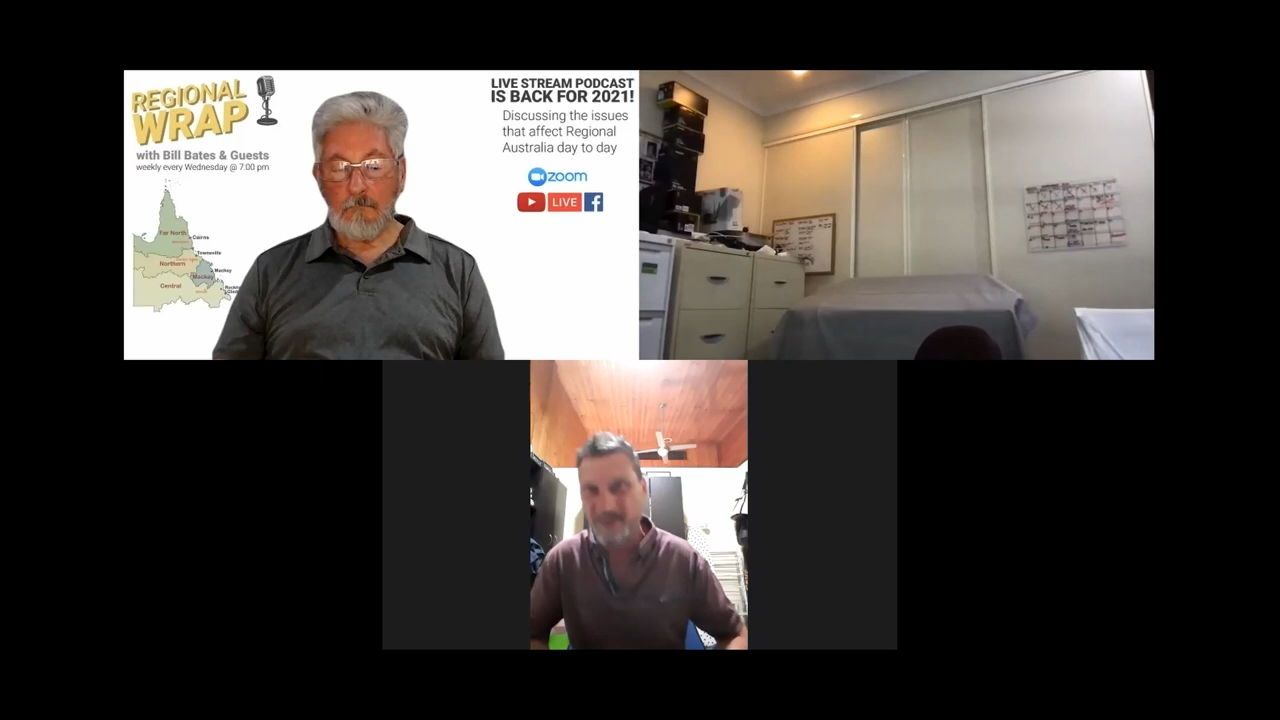 REGIONAL
WRAP
with Bill Bates & Guests
weekly every Wednesday @ 7:00 pm
Far North
Cairns
Townsville
Northern
Mackay
Mackay
Central
LIVE STREAM PODCAST
IS BACK FOR 2021!
Discussing the issues
that affect Regional
Australia day to day
zoom
LIVE